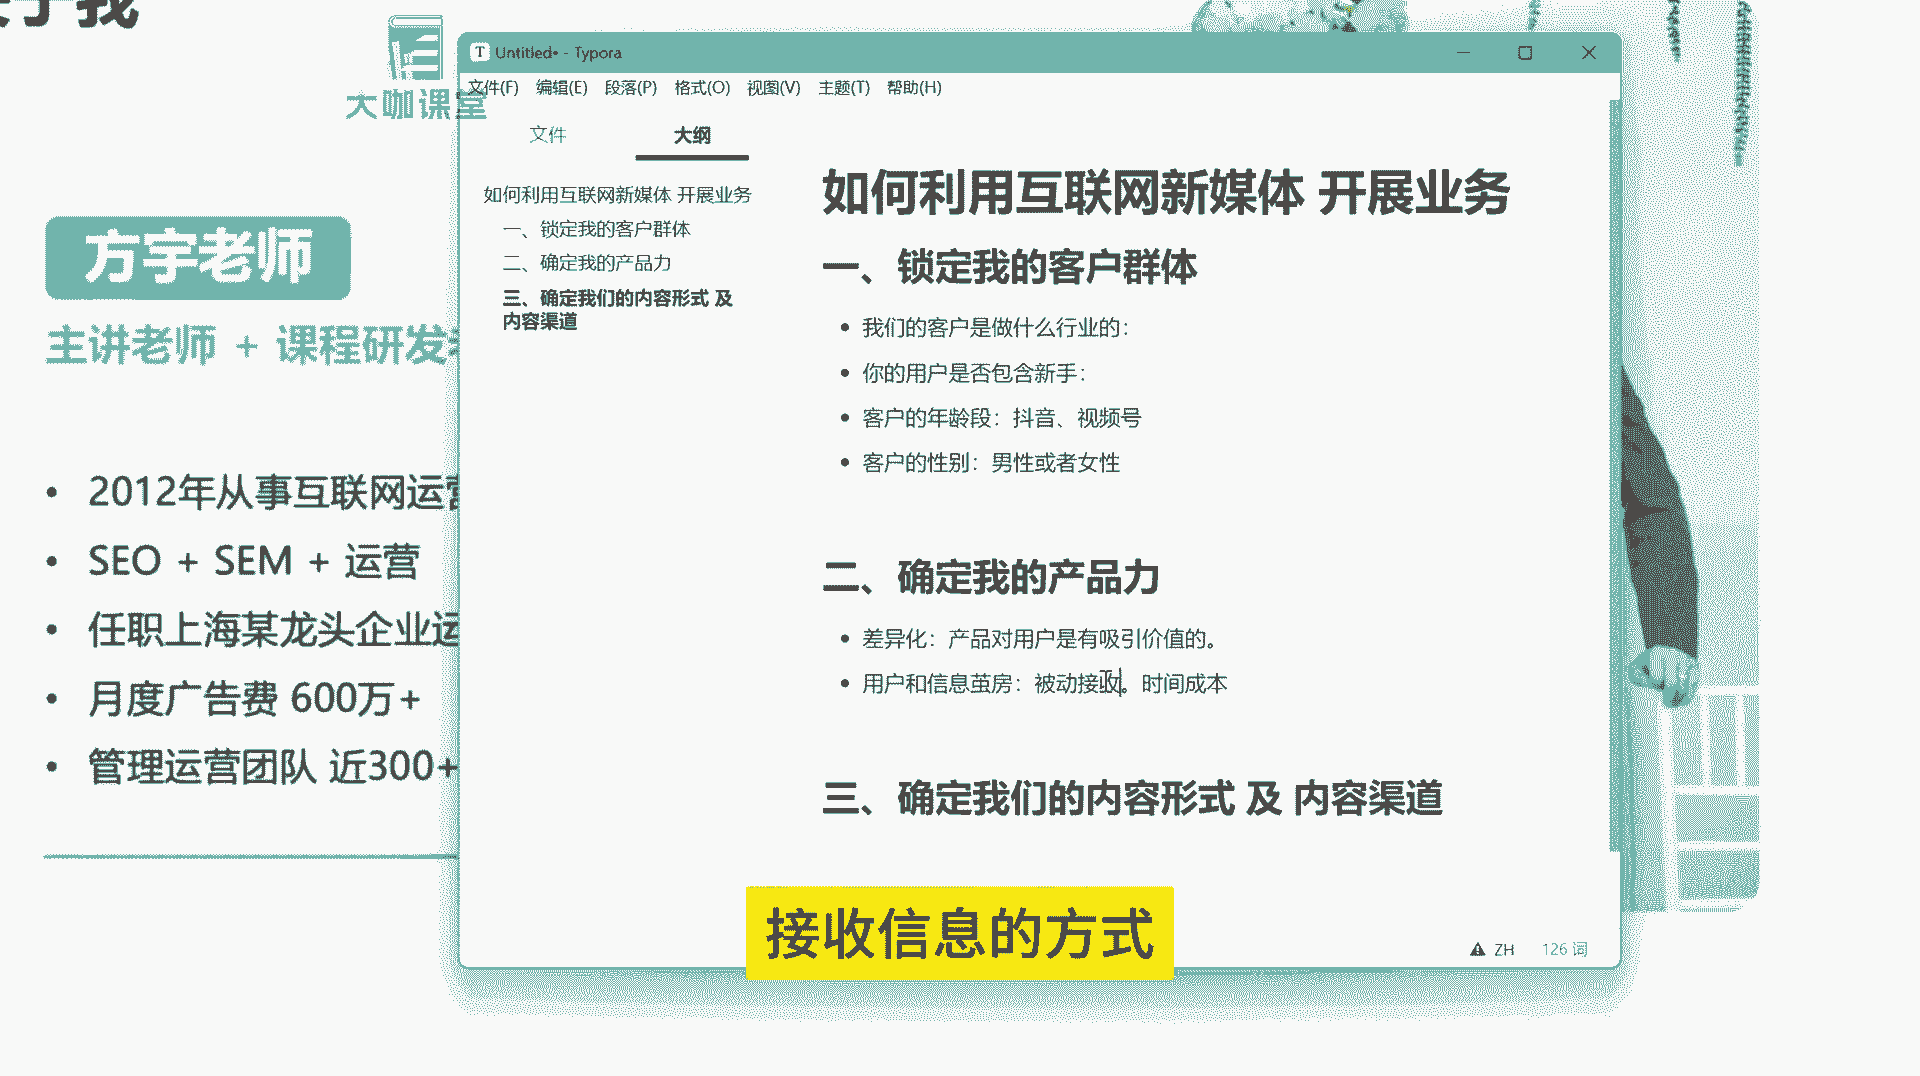 大咖课堂
方宇老师
主讲老师 + 课程研发
2012年从事互联网运营
SEO + SEM + 运营
任职上海某龙头企业运
月度广告费 600万+
管理运营团队 近300+
Untitled• - Typora
文件(F) 编辑(E) 段落(P) 格式(O) 视图(V) 主题(T) 帮助(H)
文件 大纲
如何利用互联网新媒体 开展业务
一、锁定我的客户群体
二、确定我的产品力
三、确定我们的内容形式 及
内容渠道
如何利用互联网新媒体 开展业务
一、锁定我的客户群体
我们的客户是做什么行业的：
你的用户是否包含新手：
客户的年龄段：抖音、视频号
客户的性别：男性或者女性
二、确定我的产品力
差异化：产品对用户是有吸引价值的。
用户和信息茧房：被动接收。时间成本
三、确定我们的内容形式 及 内容渠道
接收信息的方式
ZH 126 词